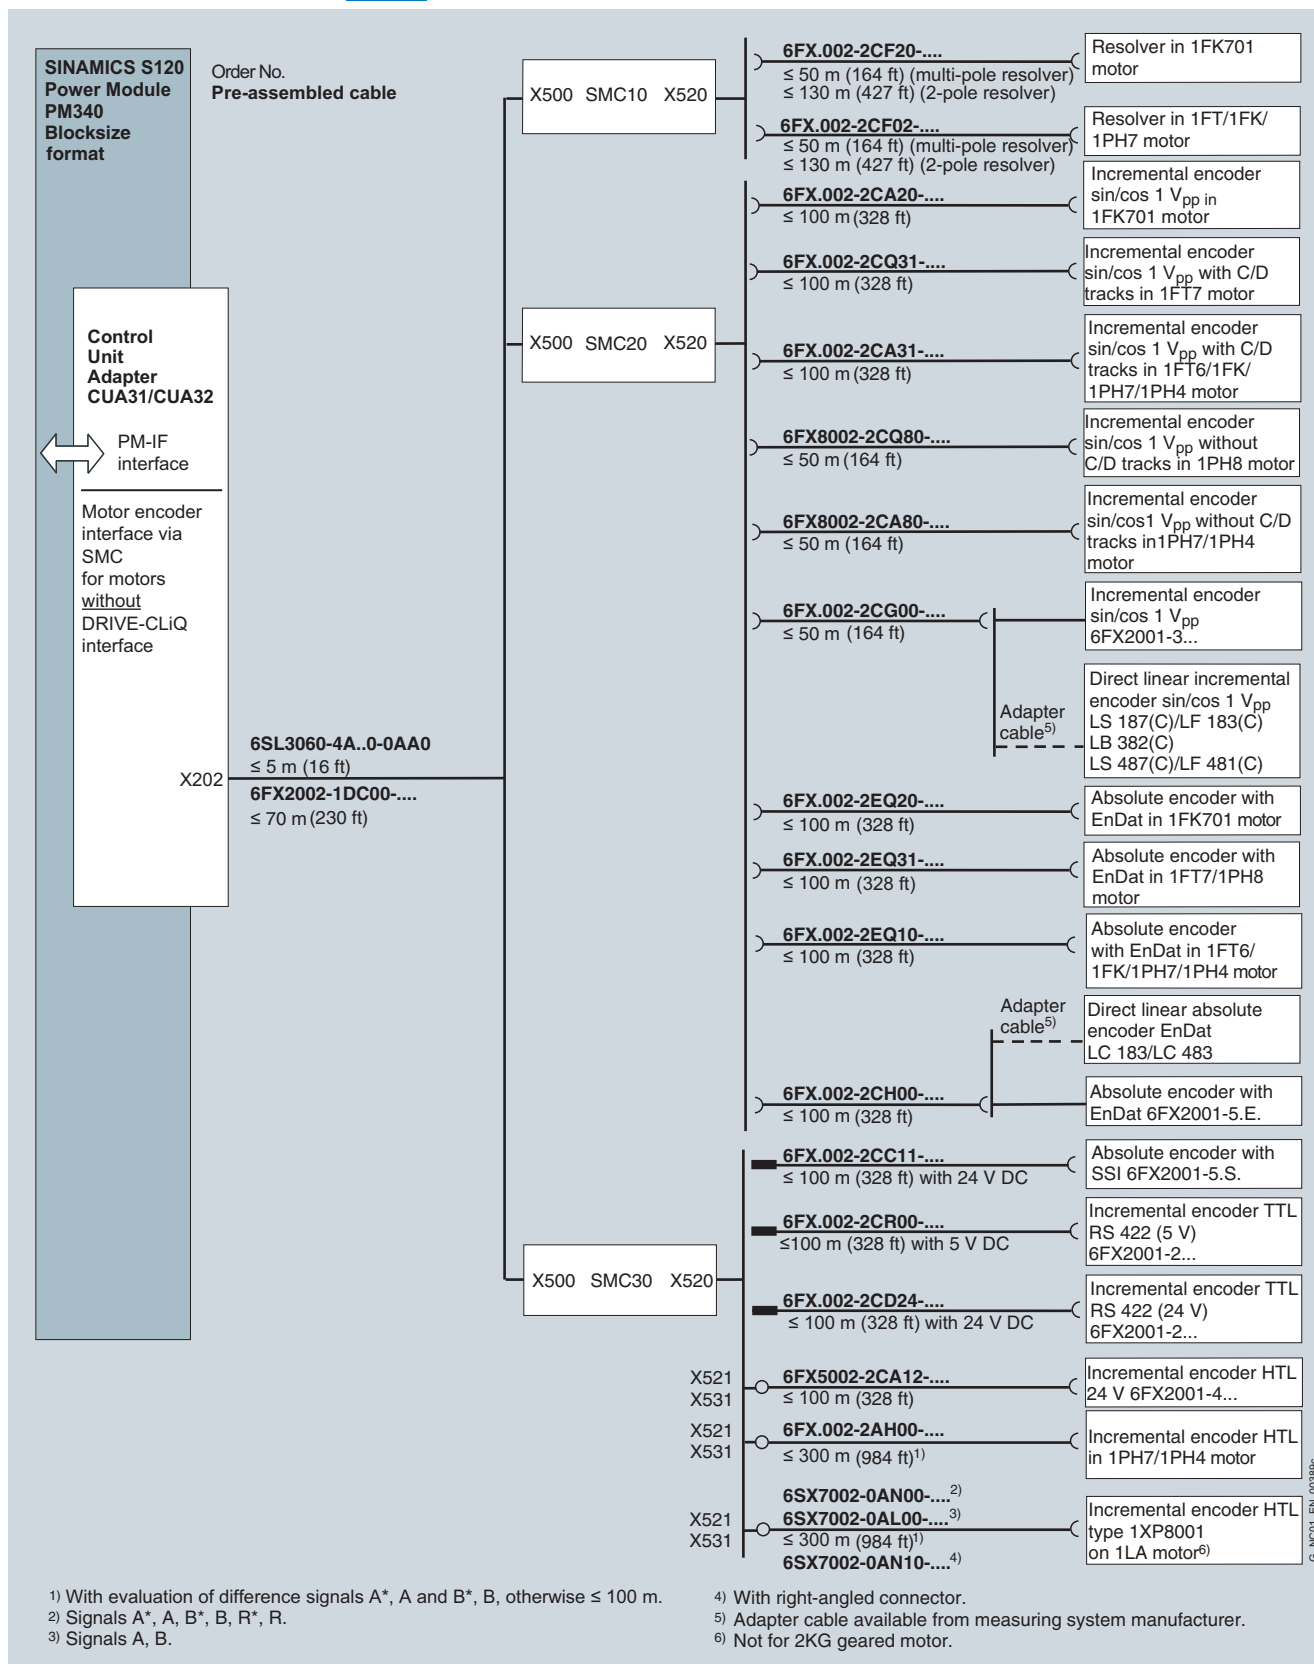 SINAMICS S120
Power Module
PM340
Blocksize
format
Order No.
Pre-assembled cable
Control
Unit
Adapter
CUA31/CUA32
PM-IF
interface
Motor encoder
interface via
SMC
for motors
without
DRIVE-CLiQ
interface
X202
6SL3060-4A..0-0AA0
≤ 5 m (16 ft)
6FX2002-1DC00-....
≤ 70 m (230 ft)
X500 SMC10 X520
6FX.002-2CF20-....
≤ 50 m (164 ft) (multi-pole resolver)
≤ 130 m (427 ft) (2-pole resolver)
Resolver in 1FK701
motor
6FX.002-2CF02-....
≤ 50 m (164 ft) (multi-pole resolver)
≤ 130 m (427 ft) (2-pole resolver)
Resolver in 1FT/1FK/
1PH7 motor
X500 SMC20 X520
6FX.002-2CA20-....
≤ 100 m (328 ft)
Incremental encoder
sin/cos 1 Vpp in
1FK701 motor
6FX.002-2CQ31-....
≤ 100 m (328 ft)
Incremental encoder
sin/cos 1 Vpp with C/D
tracks in 1FT7 motor
6FX.002-2CA31-....
≤ 100 m (328 ft)
Incremental encoder
sin/cos 1 Vpp with C/D
tracks in 1FT6/1FK/
1PH7/1PH4 motor
6FX8002-2CQ80-....
≤ 50 m (164 ft)
Incremental encoder
sin/cos 1 Vpp without
C/D tracks in 1PH8 motor
6FX8002-2CA80-....
≤ 50 m (164 ft)
Incremental encoder
sin/cos1 Vpp without C/D
tracks in1PH7/1PH4
motor
6FX.002-2CG00-....
≤ 50 m (164 ft)
Incremental encoder
sin/cos 1 Vpp
6FX2001-3...
Adapter
cable5)
Direct linear incremental
encoder sin/cos 1 Vpp
LS 187(C)/LF 183(C)
LB 382(C)
LS 487(C)/LF 481(C)
6FX.002-2EQ20-....
≤ 100 m (328 ft)
Absolute encoder with
EnDat in 1FK701 motor
6FX.002-2EQ31-....
≤ 100 m (328 ft)
Absolute encoder with
EnDat in 1FT7/1PH8
motor
6FX.002-2EQ10-....
≤ 100 m (328 ft)
Absolute encoder
with EnDat in 1FT6/
1FK/1PH7/1PH4 motor
Adapter
cable5)
Direct linear absolute
encoder EnDat
LC 183/LC 483
6FX.002-2CH00-....
≤ 100 m (328 ft)
Absolute encoder with
EnDat 6FX2001-5.E.
X500 SMC30 X520
6FX.002-2CC11-....
≤ 100 m (328 ft) with 24 V DC
Absolute encoder with
SSI 6FX2001-5.S.
6FX.002-2CR00-....
≤100 m (328 ft) with 5 V DC
Incremental encoder TTL
RS 422 (5 V)
6FX2001-2...
6FX.002-2CD24-....
≤ 100 m (328 ft) with 24 V DC
Incremental encoder TTL
RS 422 (24 V)
6FX2001-2...
X521
X531
6FX5002-2CA12-....
≤ 100 m (328 ft)
Incremental encoder HTL
24 V 6FX2001-4...
X521
X531
6FX.002-2AH00-....
≤ 300 m (984 ft)1)
Incremental encoder HTL
in 1PH7/1PH4 motor
X521
X531
6SX7002-0AN00-....2)
6SX7002-0AL00-....3)
≤ 300 m (984 ft)1)
6SX7002-0AN10-....4)
Incremental encoder HTL
type 1XP8001
on 1LA motor6)
1) With evaluation of difference signals A*, A and B*, B, otherwise ≤ 100 m.
2) Signals A*, A, B*, B, R*, R.
3) Signals A, B.
4) With right-angled connector.
5) Adapter cable available from measuring system manufacturer.
6) Not for 2KG geared motor.